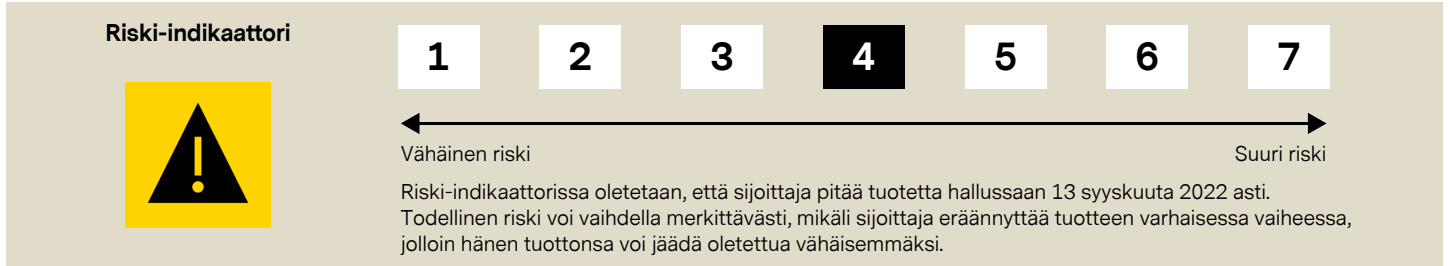 Riski-indikaattori
1 2 3 4 5 6 7
!
Vähäinen riski Suuri riski
Riski-indikaattorissa oletetaan, että sijoittaja pitää tuotetta hallussaan 13 syyskuuta 2022 asti.
Todellinen riski voi vaihdella merkittävästi, mikäli sijoittaja eräännyttää tuotteen varhaisessa vaiheessa,
jolloin hänen tuottonsa voi jäädä oletettua vähäisemmäksi.